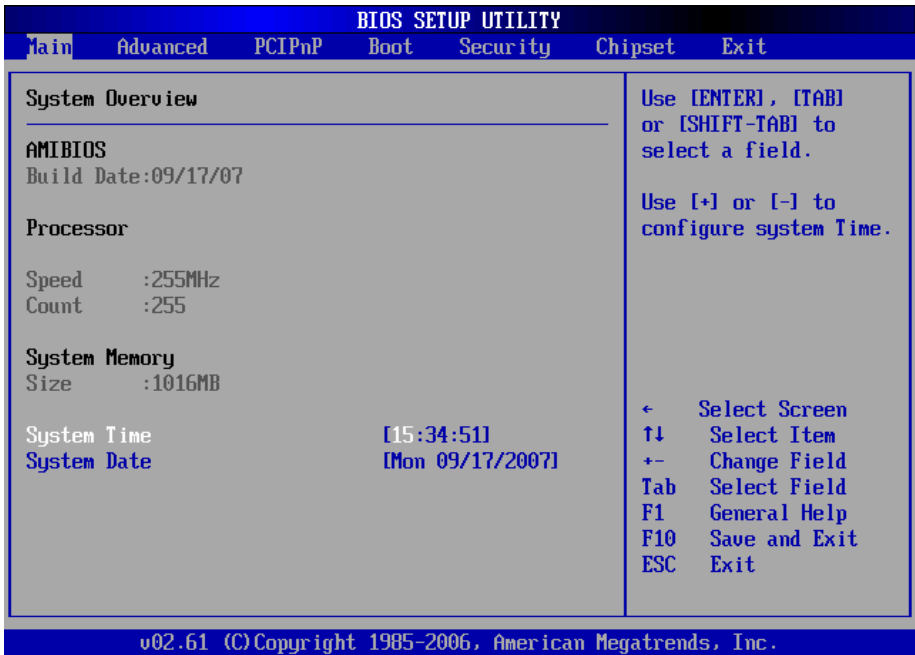 BIOS SETUP UTILITY
Main Advanced PCIPnP Boot Security Chipset Exit
System Overview
AMIBIOS
Build Date:09/17/07
Processor
Speed :255MHz
Count :255
System Memory
Size :1016MB
System Time [15:34:51]
System Date [Mon 09/17/2007]
Use [ENTER], [TAB]
or [SHIFT-TAB] to
select a field.
Use [+] or [-] to
configure system Time.
← Select Screen
↑↓ Select Item
+- Change Field
Tab Select Field
F1 General Help
F10 Save and Exit
ESC Exit
v02.61 (C)Copyright 1985-2006, American Megatrends, Inc.